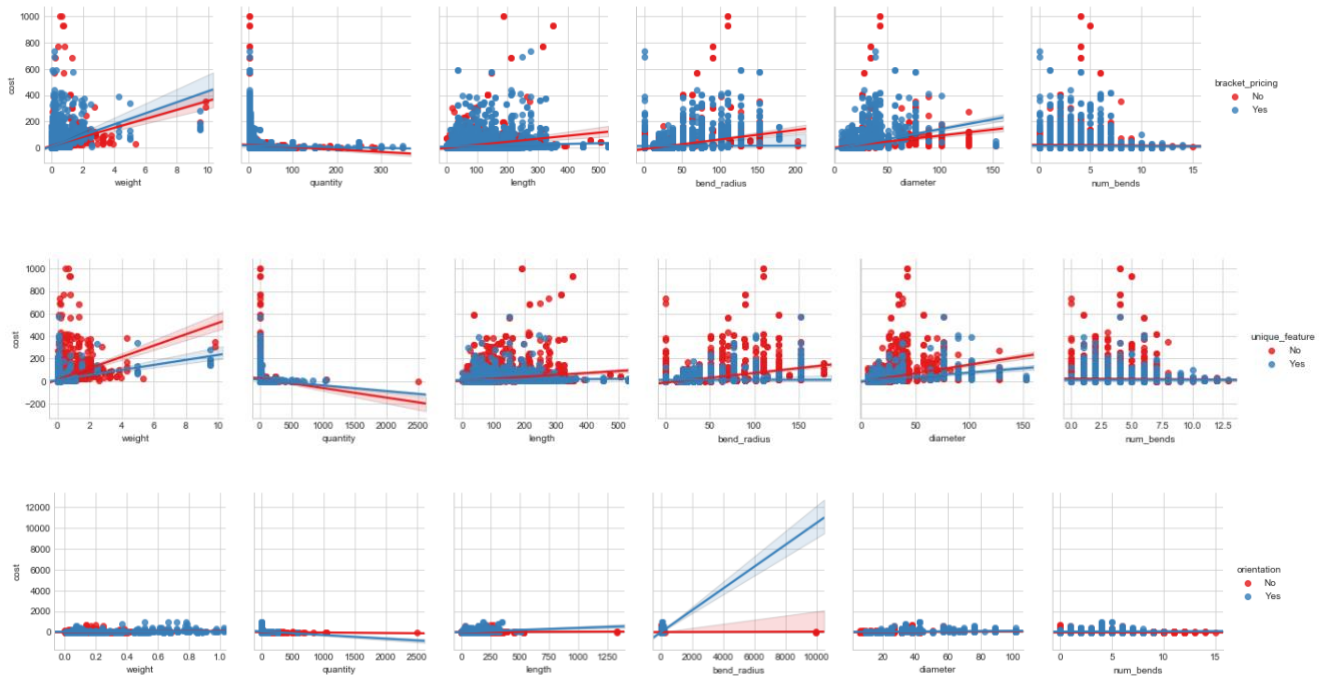 1000
800
600
400
200
0
cost
0 2 4 6 8 10
weight
0 100 200 300
quantity
0 100 200 300 400 500
length
0 50 100 150 200
bend_radius
0 50 100 150
diameter
0 5 10 15
num_bends
bracket_pricing
No
Yes
1000
800
600
400
200
0
−200
cost
0 2 4 6 8 10
weight
0 500 1000 1500 2000 2500
quantity
0 100 200 300 400 500
length
0 50 100 150
bend_radius
0 50 100 150
diameter
0.0 2.5 5.0 7.5 10.0 12.5
num_bends
unique_feature
No
Yes
12000
10000
8000
6000
4000
2000
0
cost
0.0 0.2 0.4 0.6 0.8 1.0
weight
0 500 1000 1500 2000 2500
quantity
0 250 500 750 1000 1250
length
0 2000 4000 6000 8000 10000
bend_radius
20 40 60 80 100
diameter
0 5 10 15
num_bends
orientation
No
Yes